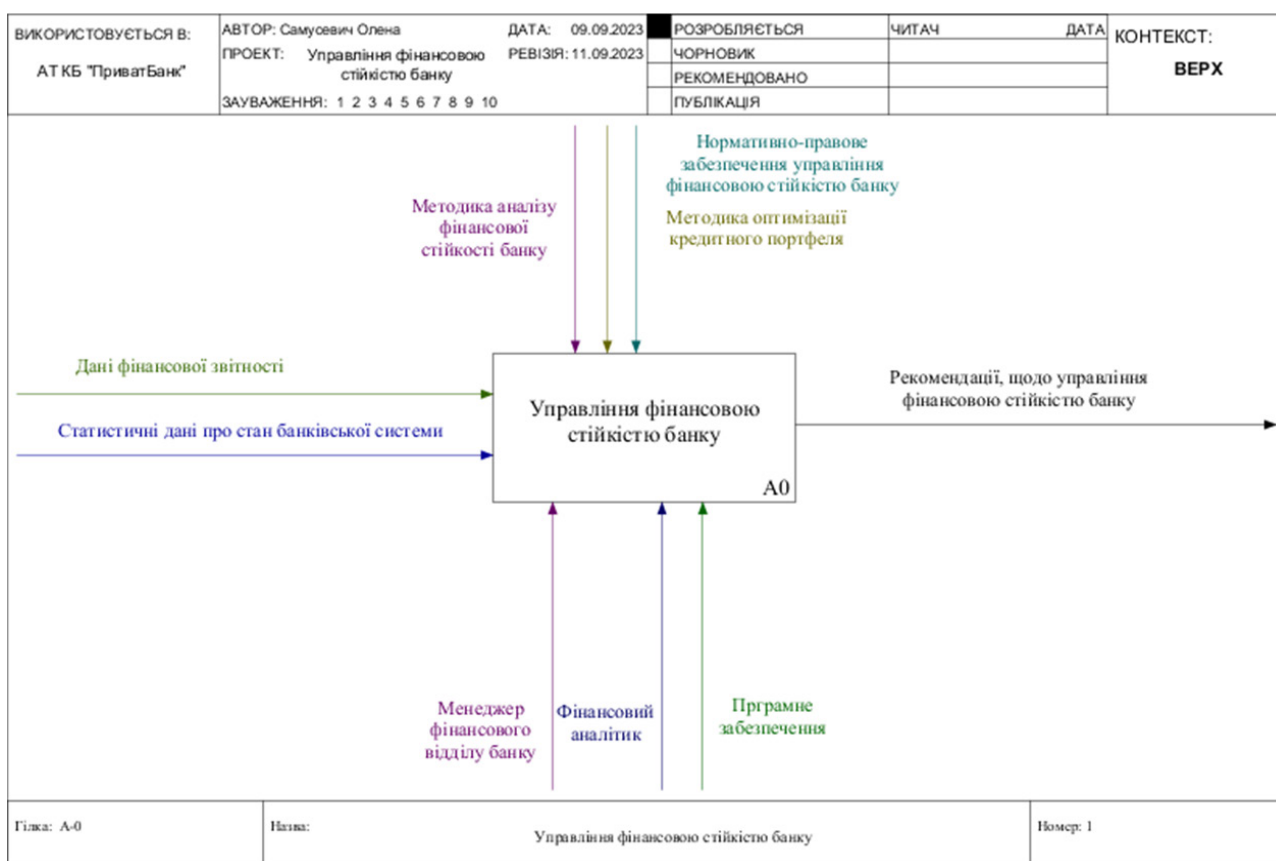 ВИКОРИСТОВУЄТЬСЯ В:
АТ КБ "ПриватБанк"
АВТОР: Самусевич Олена
ДАТА: 09.09.2023
ПРОЕКТ: Управління фінансовою
стійкістю банку
РЕВІЗІЯ: 11.09.2023
ЗАУВАЖЕННЯ: 1 2 3 4 5 6 7 8 9 10
РОЗРОБЛЯЄТЬСЯ
ЧОРНОВИК
РЕКОМЕНДОВАНО
ПУБЛІКАЦІЯ
ЧИТАЧ
ДАТА
КОНТЕКСТ:
ВЕРХ
Нормативно-правове
забезпечення управління
фінансовою стійкістю банку
Методика аналізу
фінансової
стійкості банку
Методика оптимізації
кредитного портфеля
Дані фінансової звітності
Статистичні дані про стан банківської системи
Управління фінансовою
стійкістю банку
A0
Рекомендації, щодо управління
фінансовою стійкістю банку
Менеджер
фінансового
відділу банку
Фінансовий
аналітик
Прграмне
забезпечення
Гілка: A-0
Назва:
Управління фінансовою стійкістю банку
Номер: 1